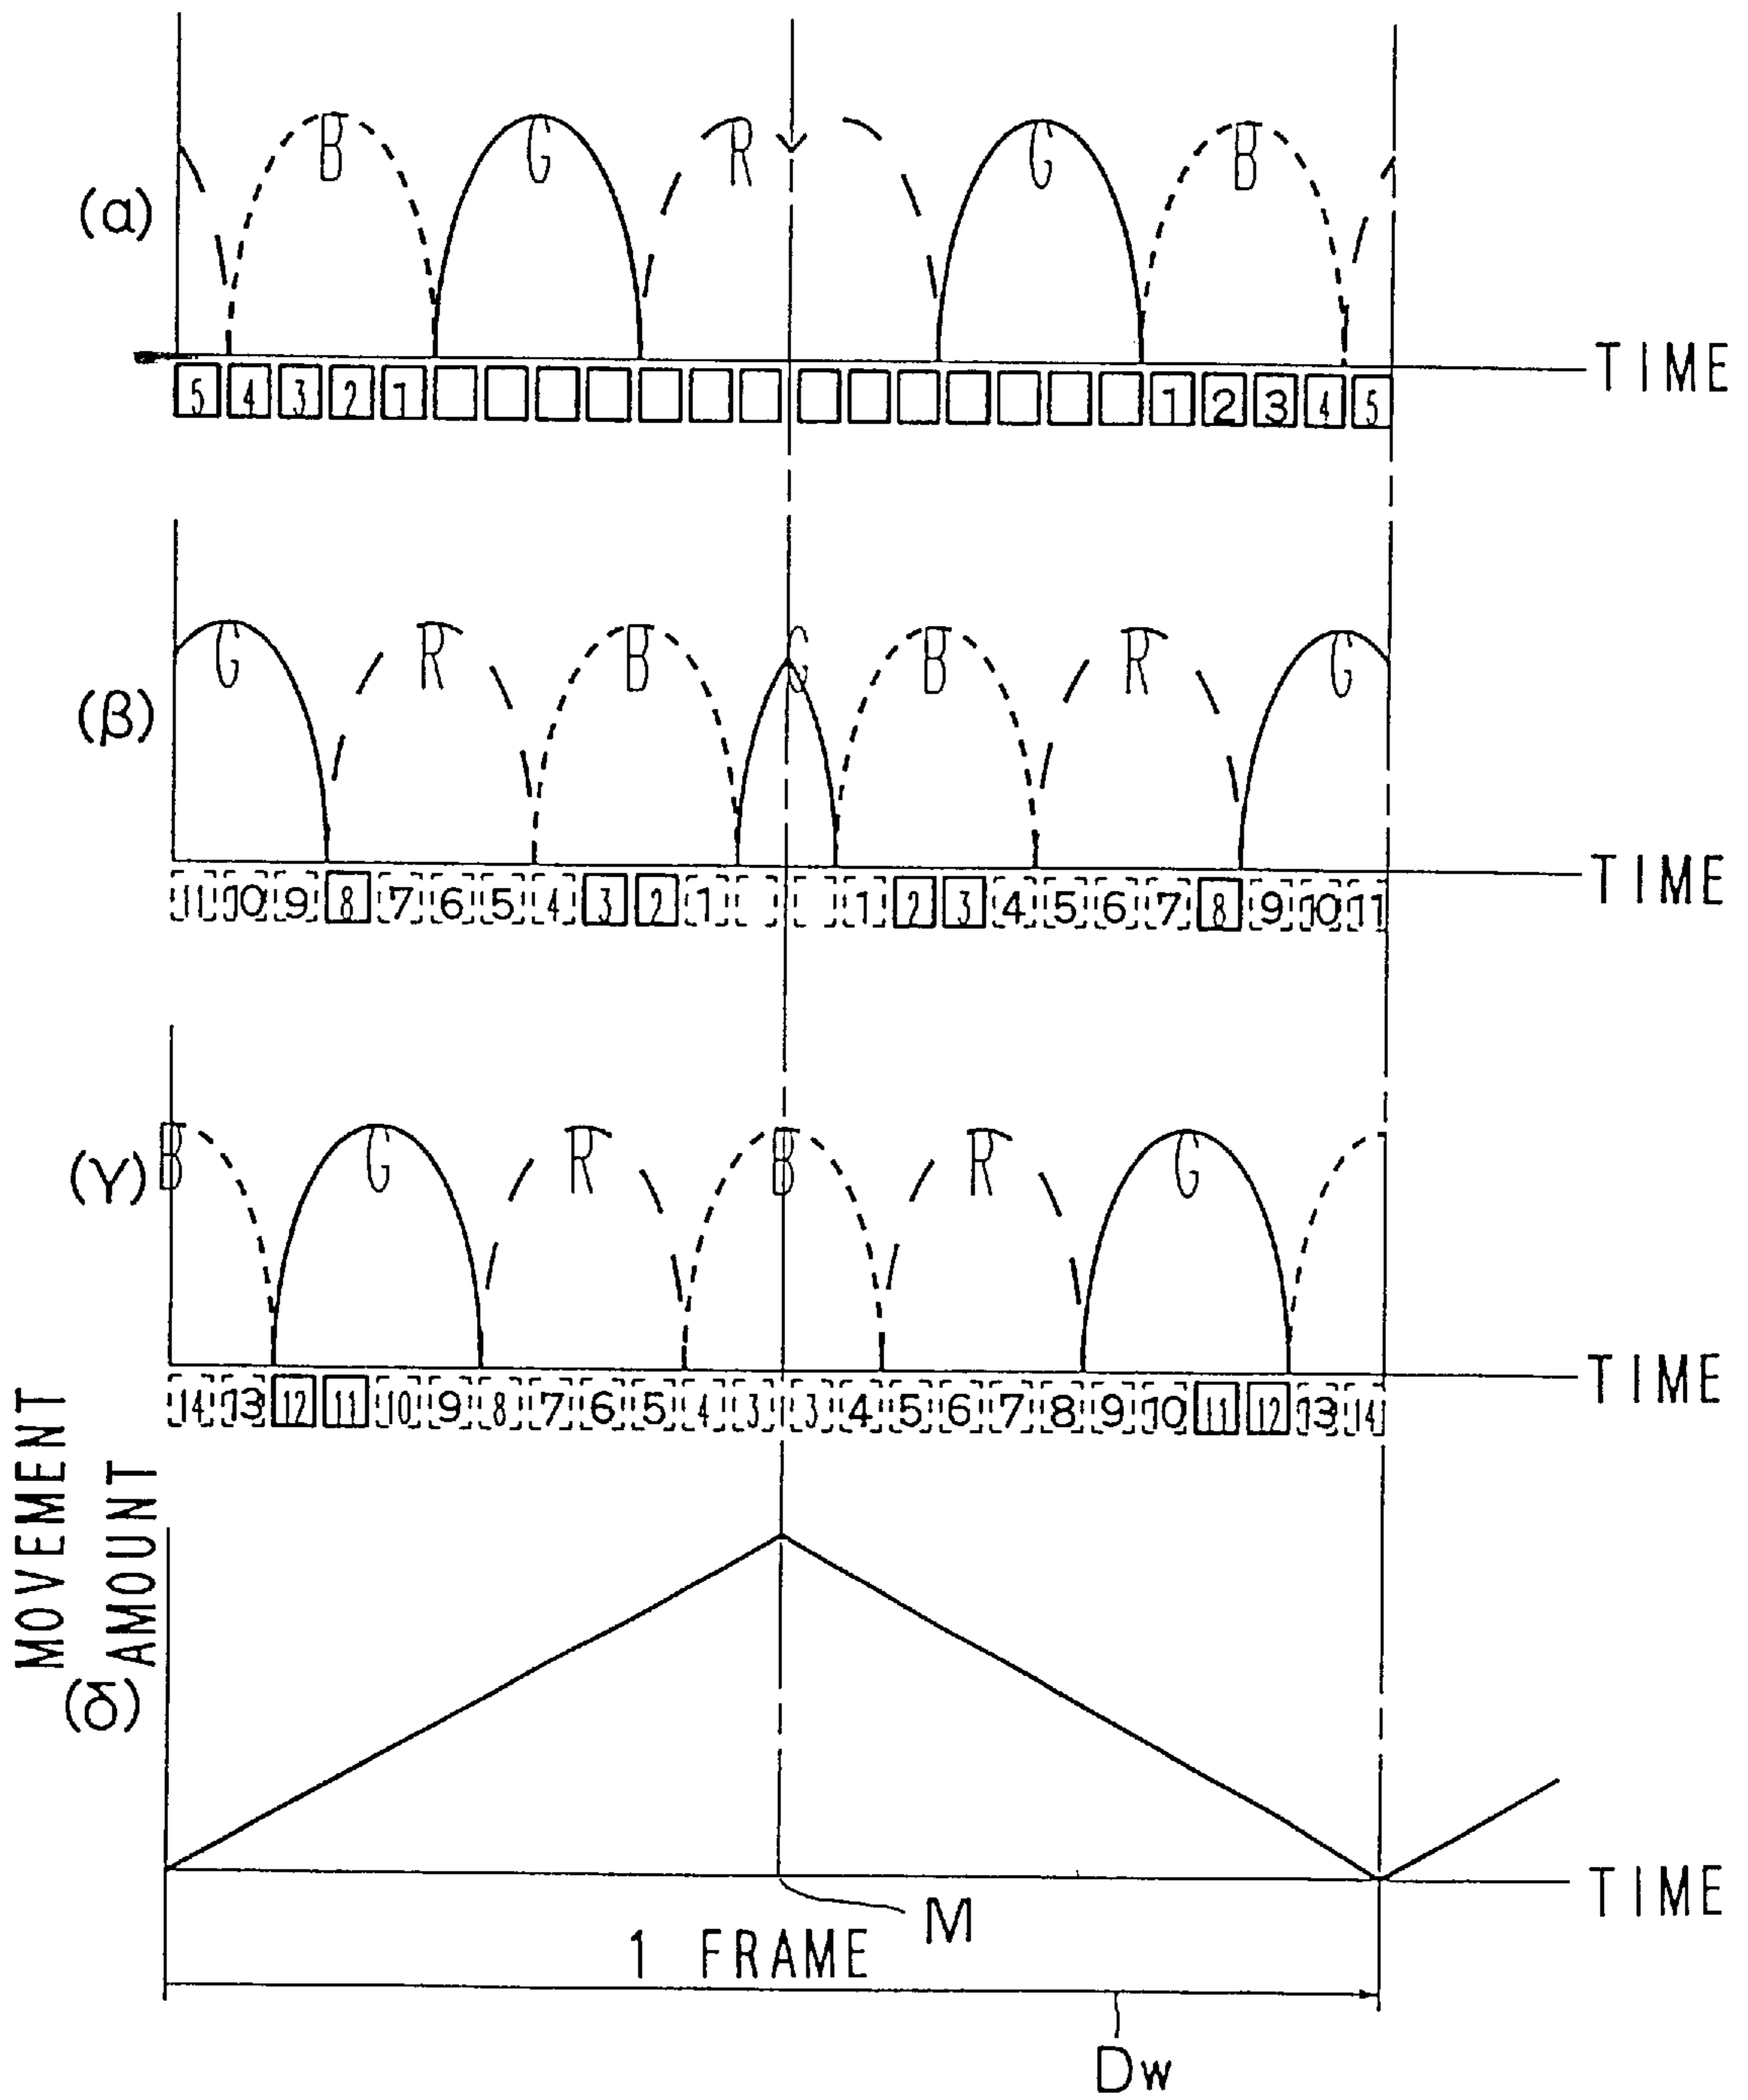 (α)
B G R G B
TIME
5 4 3 2 1 1 2 3 4 5
(β)
G R B G B R G
TIME
11 10 9 8 7 6 5 4 3 2 1 1 2 3 4 5 6 7 8 9 10 11
(γ)
B G R B R G
TIME
14 13 12 11 10 9 8 7 6 5 4 3 3 4 5 6 7 8 9 10 11 12 13 14
MOVEMENT
AMOUNT
(δ)
TIME
M
1 FRAME
Dw